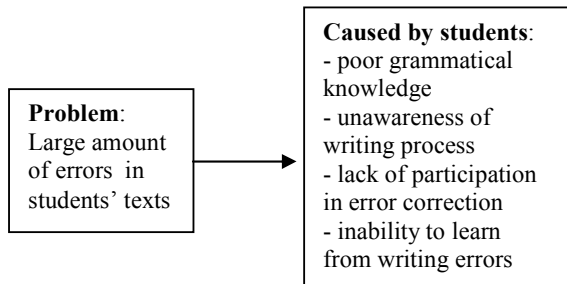 Problem:
Large amount
of errors in
students' texts
Caused by students:
- poor grammatical
knowledge
- unawareness of
writing process
- lack of participation
in error correction
- inability to learn
from writing errors